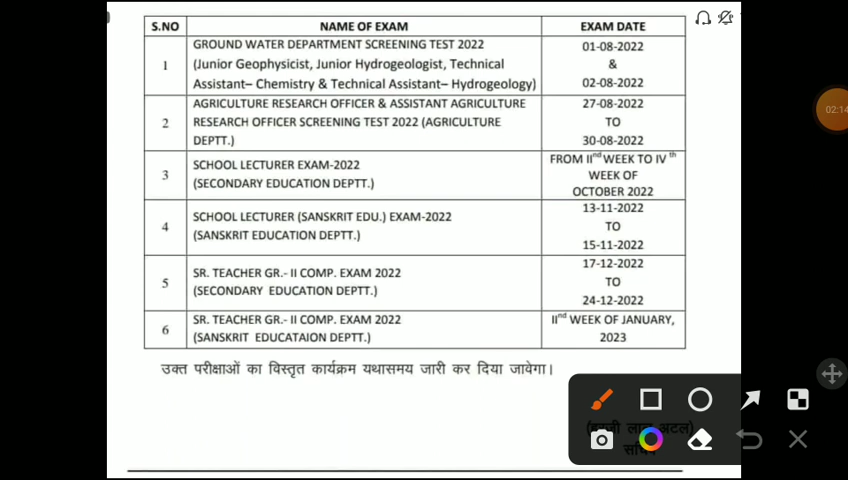 S.NO NAME OF EXAM EXAM DATE
1 GROUND WATER DEPARTMENT SCREENING TEST 2022
(Junior Geophysicist, Junior Hydrogeologist, Technical
Assistant– Chemistry & Technical Assistant– Hydrogeology)
01-08-2022
&
02-08-2022
2 AGRICULTURE RESEARCH OFFICER & ASSISTANT AGRICULTURE
RESEARCH OFFICER SCREENING TEST 2022 (AGRICULTURE
DEPTT.)
27-08-2022
TO
30-08-2022
3 SCHOOL LECTURER EXAM-2022
(SECONDARY EDUCATION DEPTT.)
FROM IInd WEEK TO IV th
WEEK OF
OCTOBER 2022
4 SCHOOL LECTURER (SANSKRIT EDU.) EXAM-2022
(SANSKRIT EDUCATION DEPTT.)
13-11-2022
TO
15-11-2022
5 SR. TEACHER GR.- II COMP. EXAM 2022
(SECONDARY EDUCATION DEPTT.)
17-12-2022
TO
24-12-2022
6 SR. TEACHER GR.- II COMP. EXAM 2022
(SANSKRIT EDUCATAION DEPTT.)
IInd WEEK OF JANUARY,
2023
उक्त परीक्षाओं का विस्तृत कार्यक्रम यथासमय जारी कर दिया जावेगा।
लाल अटल)
सचिव
02:14